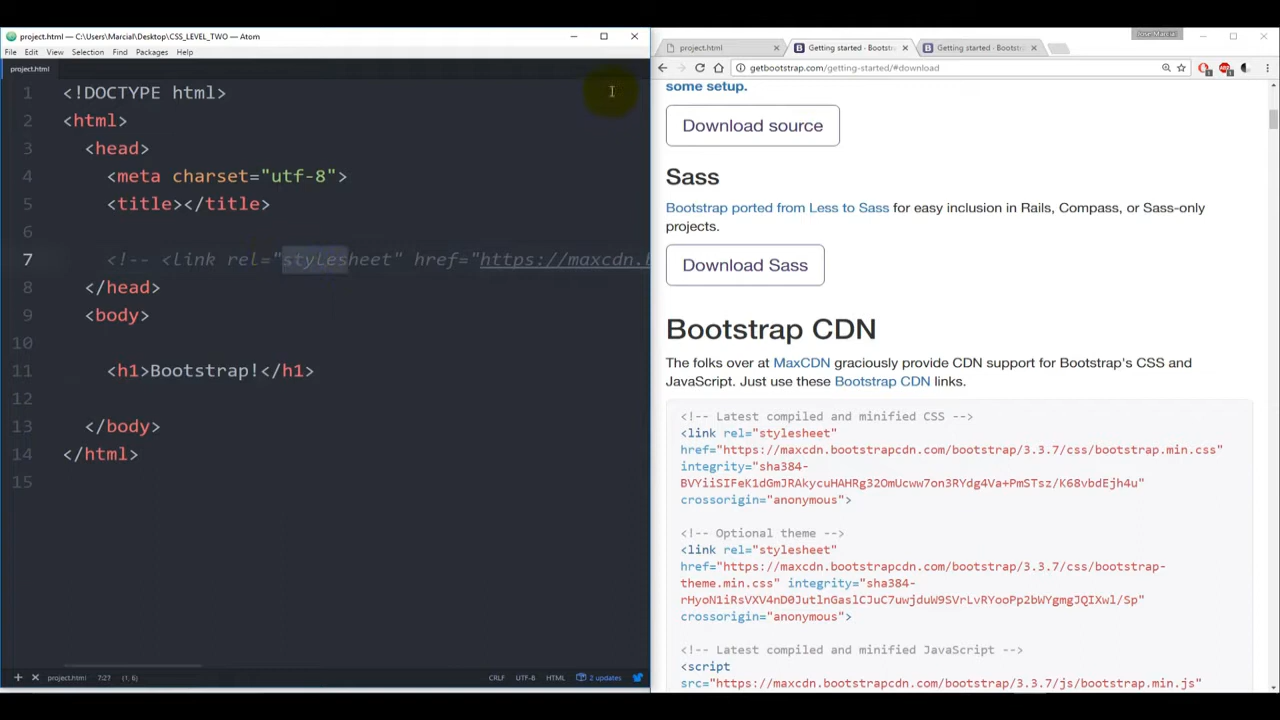 project.html — C:\Users\Marcial\Desktop\CSS_LEVEL_TWO — Atom
File Edit View Selection Find Packages Help
project.html
1 <!DOCTYPE html>
2 <html>
3 <head>
4 <meta charset="utf-8">
5 <title></title>
6
7 <!-- <link rel="stylesheet" href="https://maxcdn.b
8 </head>
9 <body>
10
11 <h1>Bootstrap!</h1>
12
13 </body>
14 </html>
15
project.html 7:27 (1, 6) CRLF UTF-8 HTML 2 updates
Jose Marcial
project.html Getting started · Bootstr Getting started · Bootstr
getbootstrap.com/getting-started/#download
some setup.
Download source
Sass
Bootstrap ported from Less to Sass for easy inclusion in Rails, Compass, or Sass-only
projects.
Download Sass
Bootstrap CDN
The folks over at MaxCDN graciously provide CDN support for Bootstrap's CSS and
JavaScript. Just use these Bootstrap CDN links.
<!-- Latest compiled and minified CSS -->
<link rel="stylesheet"
href="https://maxcdn.bootstrapcdn.com/bootstrap/3.3.7/css/bootstrap.min.css"
integrity="sha384-
BVYiiSIFeK1dGmJRAkycuHAHRg32OmUcww7on3RYdg4Va+PmSTsz/K68vbdEjh4u"
crossorigin="anonymous">
<!-- Optional theme -->
<link rel="stylesheet"
href="https://maxcdn.bootstrapcdn.com/bootstrap/3.3.7/css/bootstrap-
theme.min.css" integrity="sha384-
rHyoN1iRsVXV4nD0JutlnGaslCJuC7uwjduW9SVrLvRYooPp2bWYgmgJQIXwl/Sp"
crossorigin="anonymous">
<!-- Latest compiled and minified JavaScript -->
<script
src="https://maxcdn.bootstrapcdn.com/bootstrap/3.3.7/js/bootstrap.min.js"